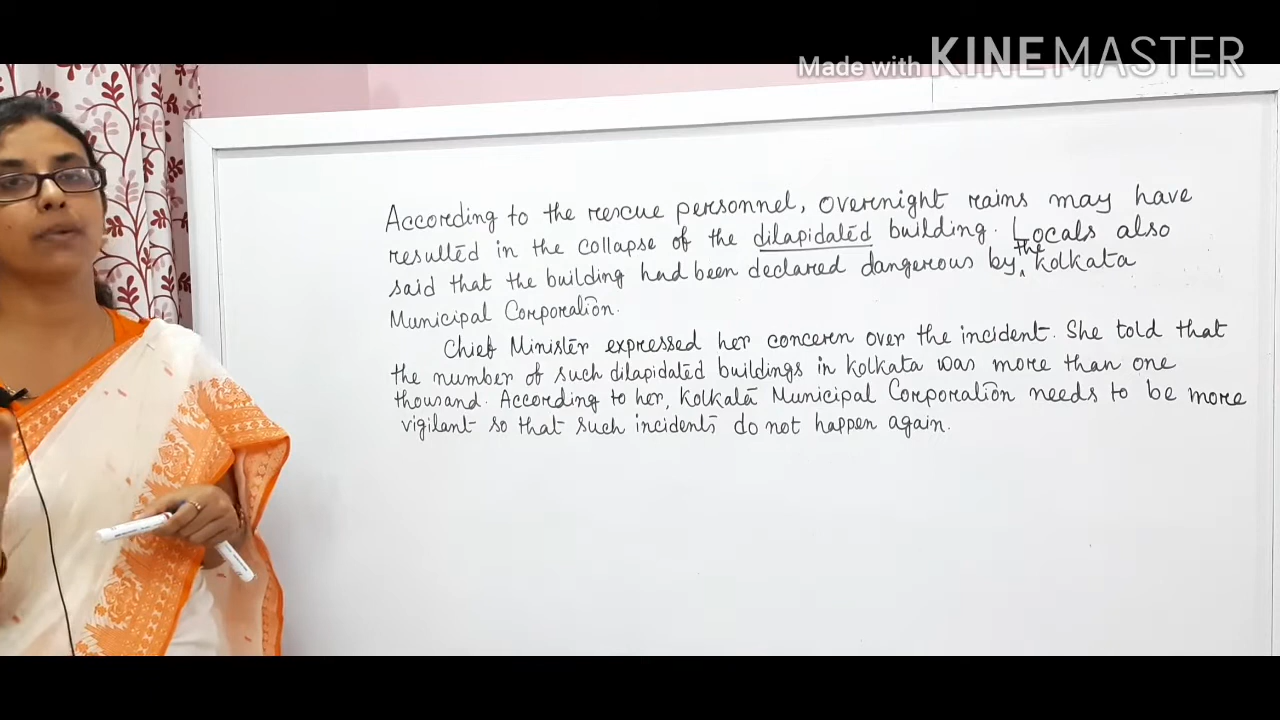 Made with KINEMASTER
According to the rescue personnel, overnight rains may have
resulted in the collapse of the dilapidated building. Locals also
said that the building had been declared dangerous by the Kolkata
Municipal Corporation.
Chief Minister expressed her concern over the incident. She told that
the number of such dilapidated buildings in Kolkata was more than one
thousand. According to her, Kolkata Municipal Corporation needs to be more
vigilant so that such incidents do not happen again.